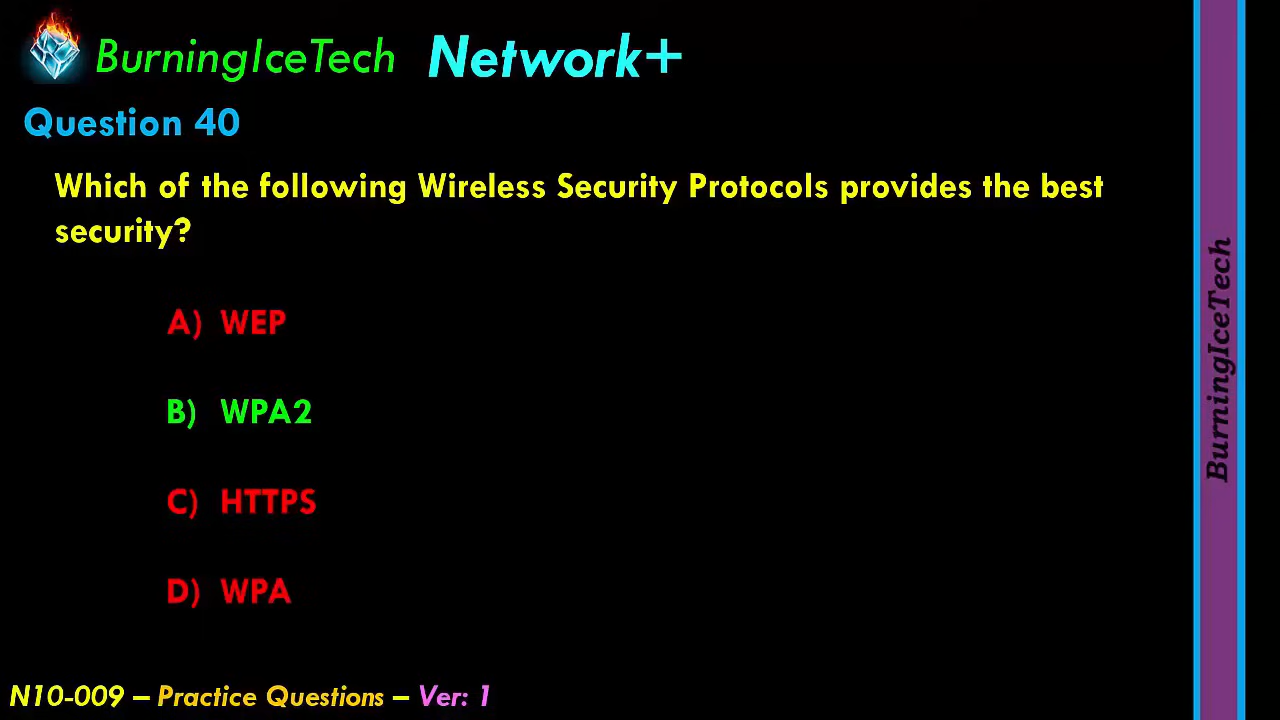 BurningIceTech Network+
Question 40
Which of the following Wireless Security Protocols provides the best
security?
A) WEP
B) WPA2
C) HTTPS
D) WPA
BurningIceTech
N10-009 – Practice Questions – Ver: 1